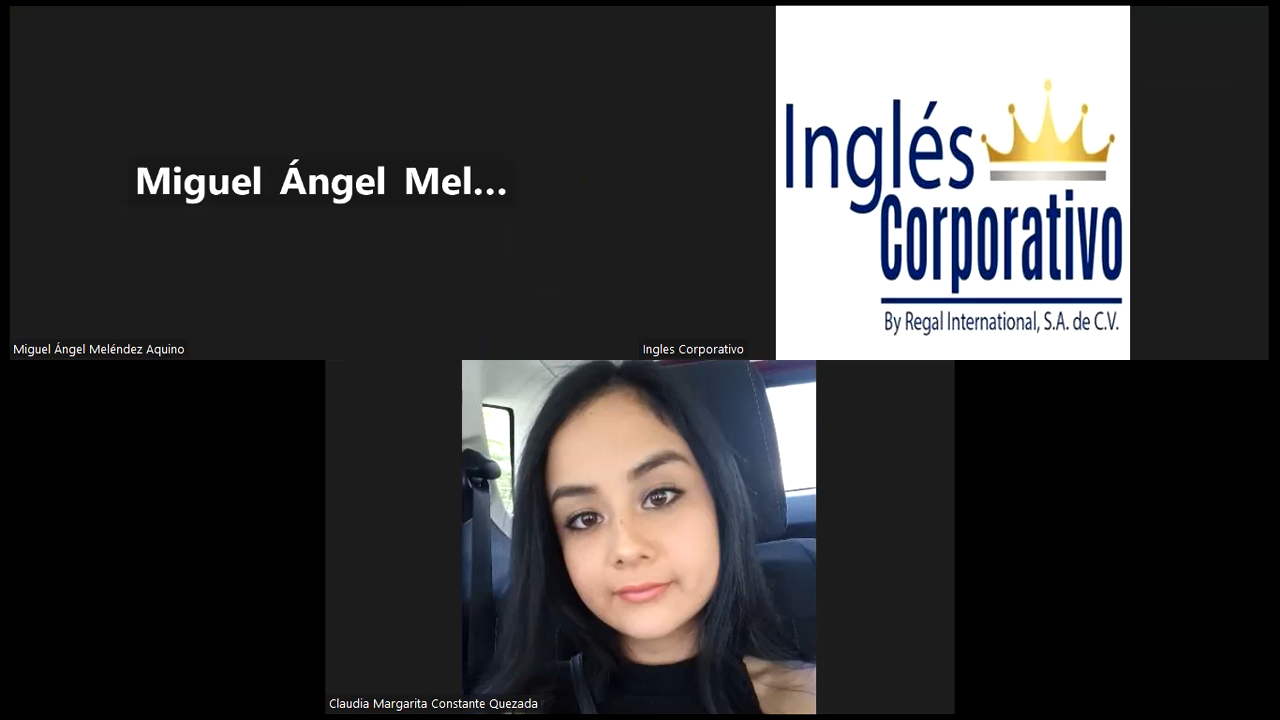 Miguel Ángel Mel...
Miguel Ángel Meléndez Aquino
Inglés
Corporativo
By Regal International, S.A. de C.V.
Ingles Corporativo
Claudia Margarita Constante Quezada